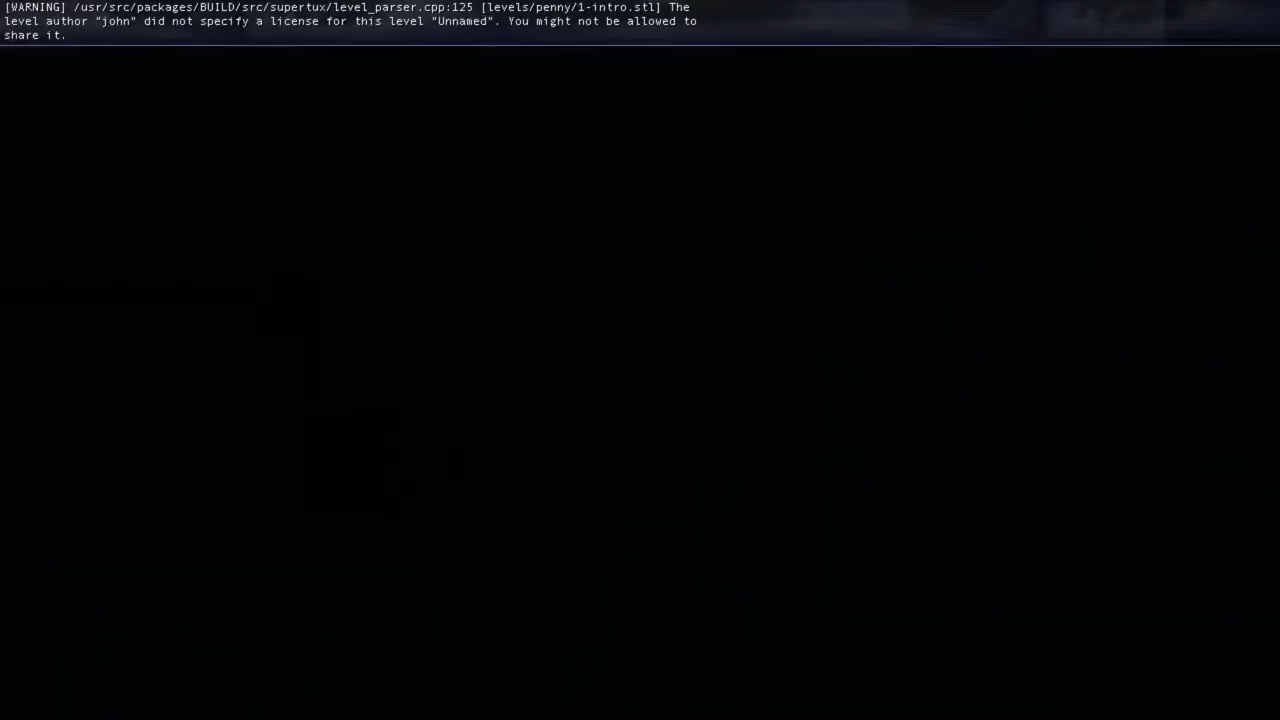 [WARNING] /usr/src/packages/BUILD/src/supertux/level_parser.cpp:125 [levels/penny/1-intro.stl] The
level author "john" did not specify a license for this level "Unnamed". You might not be allowed to
share it.